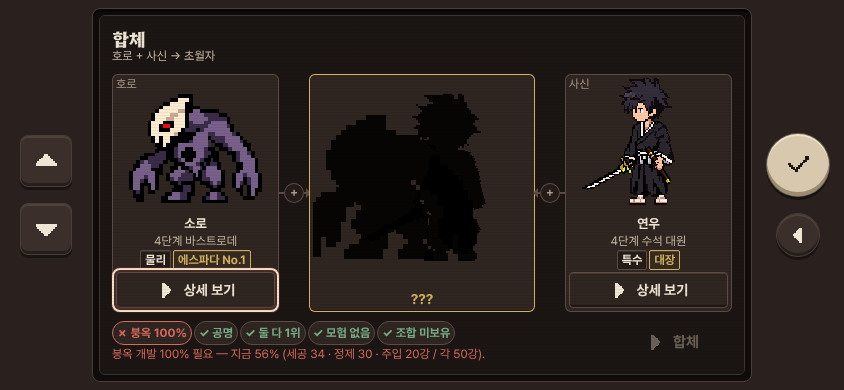 합체
호로 + 사신 → 초월자
호로
소로
4단계 바스트로데
물리 에스파다 No.1
상세 보기
+
???
+
사신
연우
4단계 수석 대원
특수 대장
상세 보기
× 붕옥 100% ✓ 공명 ✓ 둘 다 1위 ✓ 모험 없음 ✓ 조합 미보유
붕옥 개발 100% 필요 — 지금 56% (세공 34 · 정제 30 · 주입 20강 / 각 50강).
합체